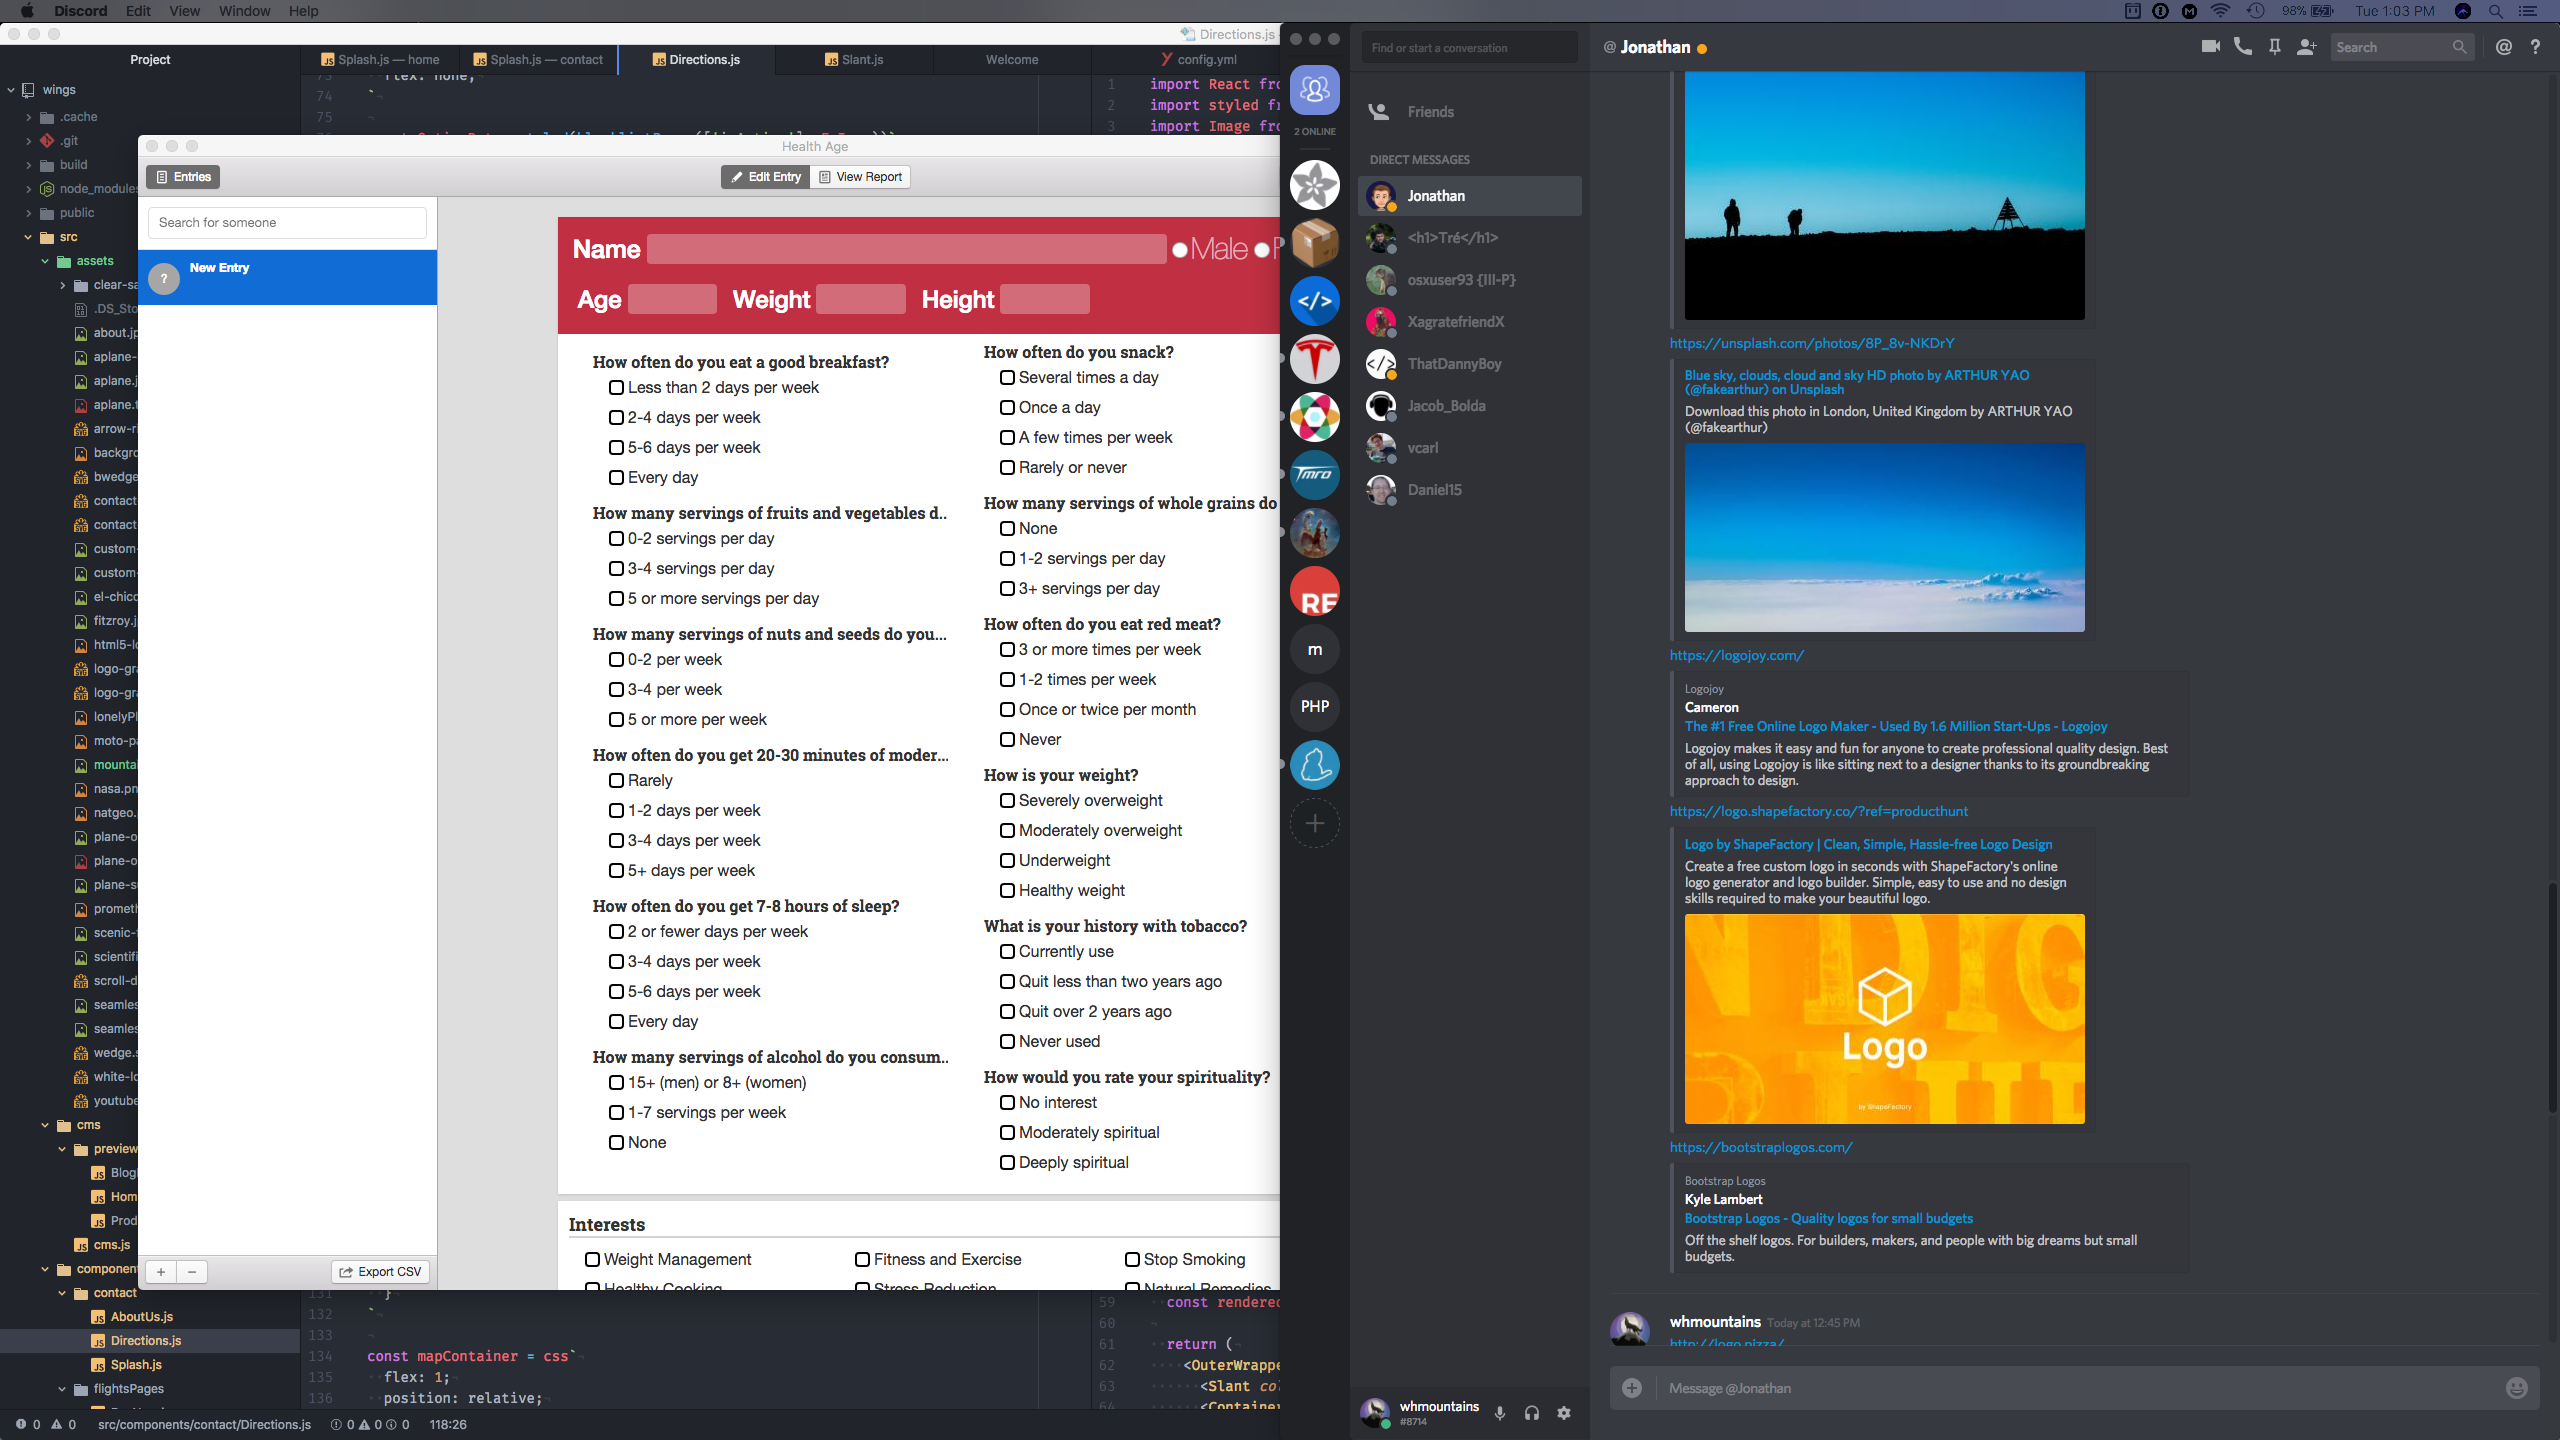 Discord Edit View Window Help
98% Tue 1:03 PM
Directions.js
Project
Splash.js — home
Splash.js — contact
Directions.js
Slant.js
Welcome
config.yml
wings
.cache
.git
build
node_modules
public
src
assets
.DS_Sto
about.jp
aplane-
aplane.j
aplane.
arrow-ri
backgro
bwedge
contact
contact
custom-
custom-
el-chico
fitzroy.j
html5-lo
logo-gra
logo-gra
lonelyPl
moto-pa
mountai
nasa.pn
natgeo.
plane-o
plane-o
plane-s
prometh
scenic-
scientifi
scroll-d
seamles
seamles
wedge.s
white-lo
youtube
cms
preview
Blog
Hom
Prod
cms.js
component
contact
AboutUs.js
Directions.js
Splash.js
flightsPages
74 `
75
1 import React fro
2 import styled fr
3 import Image fro
131 }
132 `
133
134 const mapContainer = css`
135 flex: 1;
136 position: relative;
59 const rendered
60
61 return (
62 <OuterWrappe
63 <Slant col
64 <Container
0 0 src/components/contact/Directions.js 0 0 0 118:26
Health Age
Entries
Edit Entry View Report
Search for someone
? New Entry
+ − Export CSV
Name Male
Age Weight Height
How often do you eat a good breakfast?
Less than 2 days per week
2-4 days per week
5-6 days per week
Every day
How many servings of fruits and vegetables d..
0-2 servings per day
3-4 servings per day
5 or more servings per day
How many servings of nuts and seeds do you...
0-2 per week
3-4 per week
5 or more per week
How often do you get 20-30 minutes of moder...
Rarely
1-2 days per week
3-4 days per week
5+ days per week
How often do you get 7-8 hours of sleep?
2 or fewer days per week
3-4 days per week
5-6 days per week
Every day
How many servings of alcohol do you consum..
15+ (men) or 8+ (women)
1-7 servings per week
None
How often do you snack?
Several times a day
Once a day
A few times per week
Rarely or never
How many servings of whole grains do
None
1-2 servings per day
3+ servings per day
How often do you eat red meat?
3 or more times per week
1-2 times per week
Once or twice per month
Never
How is your weight?
Severely overweight
Moderately overweight
Underweight
Healthy weight
What is your history with tobacco?
Currently use
Quit less than two years ago
Quit over 2 years ago
Never used
How would you rate your spirituality?
No interest
Moderately spiritual
Deeply spiritual
Interests
Weight Management
Fitness and Exercise
Stop Smoking
Healthy Cooking
Stress Reduction
Natural Remedies
2 ONLINE
</>
Tmro
RE
m
PHP
Find or start a conversation
Friends
DIRECT MESSAGES
Jonathan
<h1>Tré</h1>
osxuser93 {III-P}
XagratefriendX
ThatDannyBoy
Jacob_Bolda
vcarl
Daniel15
whmountains
#8714
@ Jonathan
Search
@ ?
https://unsplash.com/photos/8P_8v-NKDrY
Blue sky, clouds, cloud and sky HD photo by ARTHUR YAO
(@fakearthur) on Unsplash
Download this photo in London, United Kingdom by ARTHUR YAO
(@fakearthur)
https://logojoy.com/
Logojoy
Cameron
The #1 Free Online Logo Maker - Used By 1.6 Million Start-Ups - Logojoy
Logojoy makes it easy and fun for anyone to create professional quality design. Best
of all, using Logojoy is like sitting next to a designer thanks to its groundbreaking
approach to design.
https://logo.shapefactory.co/?ref=producthunt
Logo by ShapeFactory | Clean, Simple, Hassle-free Logo Design
Create a free custom logo in seconds with ShapeFactory's online
logo generator and logo builder. Simple, easy to use and no design
skills required to make your beautiful logo.
Logo
by ShapeFactory
https://bootstraplogos.com/
Bootstrap Logos
Kyle Lambert
Bootstrap Logos - Quality logos for small budgets
Off the shelf logos. For builders, makers, and people with big dreams but small
budgets.
whmountains Today at 12:45 PM
http://logo.pizza/
Message @Jonathan